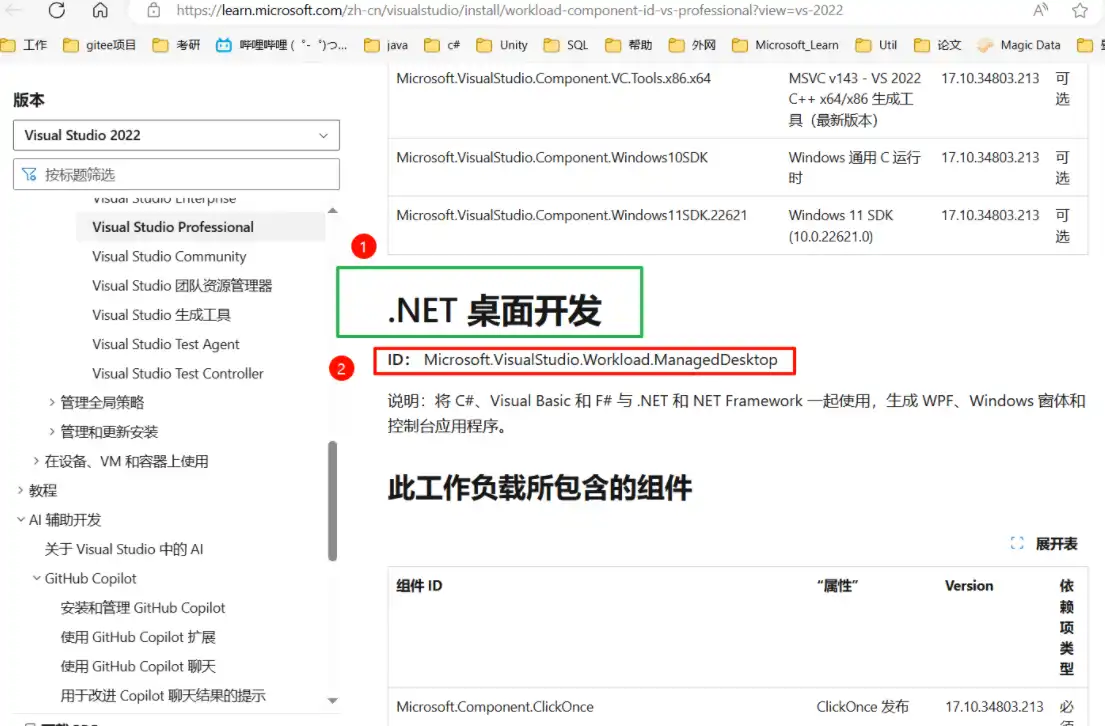 https://learn.microsoft.com/zh-cn/visualstudio/install/workload-component-id-vs-professional?view=vs-2022
工作 gitee项目 考研 哔哩哔哩 (゜-゜)つ... java c# Unity SQL 帮助 外网 Microsoft_Learn Util 论文 Magic Data
版本
Visual Studio 2022
按标题筛选
Visual Studio Enterprise
Visual Studio Professional
Visual Studio Community
Visual Studio 团队资源管理器
Visual Studio 生成工具
Visual Studio Test Agent
Visual Studio Test Controller
管理全局策略
管理和更新安装
在设备、VM 和容器上使用
教程
AI 辅助开发
关于 Visual Studio 中的 AI
GitHub Copilot
安装和管理 GitHub Copilot
使用 GitHub Copilot 扩展
使用 GitHub Copilot 聊天
用于改进 Copilot 聊天结果的提示
Microsoft.VisualStudio.Component.VC.Tools.x86.x64 MSVC v143 - VS 2022 17.10.34803.213 可
C++ x64/x86 生成工 选
具（最新版本）
Microsoft.VisualStudio.Component.Windows10SDK Windows 通用 C 运行 17.10.34803.213 可
时 选
Microsoft.VisualStudio.Component.Windows11SDK.22621 Windows 11 SDK 17.10.34803.213 可
(10.0.22621.0) 选
1
.NET 桌面开发
2
ID： Microsoft.VisualStudio.Workload.ManagedDesktop
说明：将 C#、Visual Basic 和 F# 与 .NET 和 NET Framework 一起使用，生成 WPF、Windows 窗体和
控制台应用程序。
此工作负载所包含的组件
展开表
组件 ID “属性” Version 依
赖
项
类
型
Microsoft.Component.ClickOnce ClickOnce 发布 17.10.34803.213 必